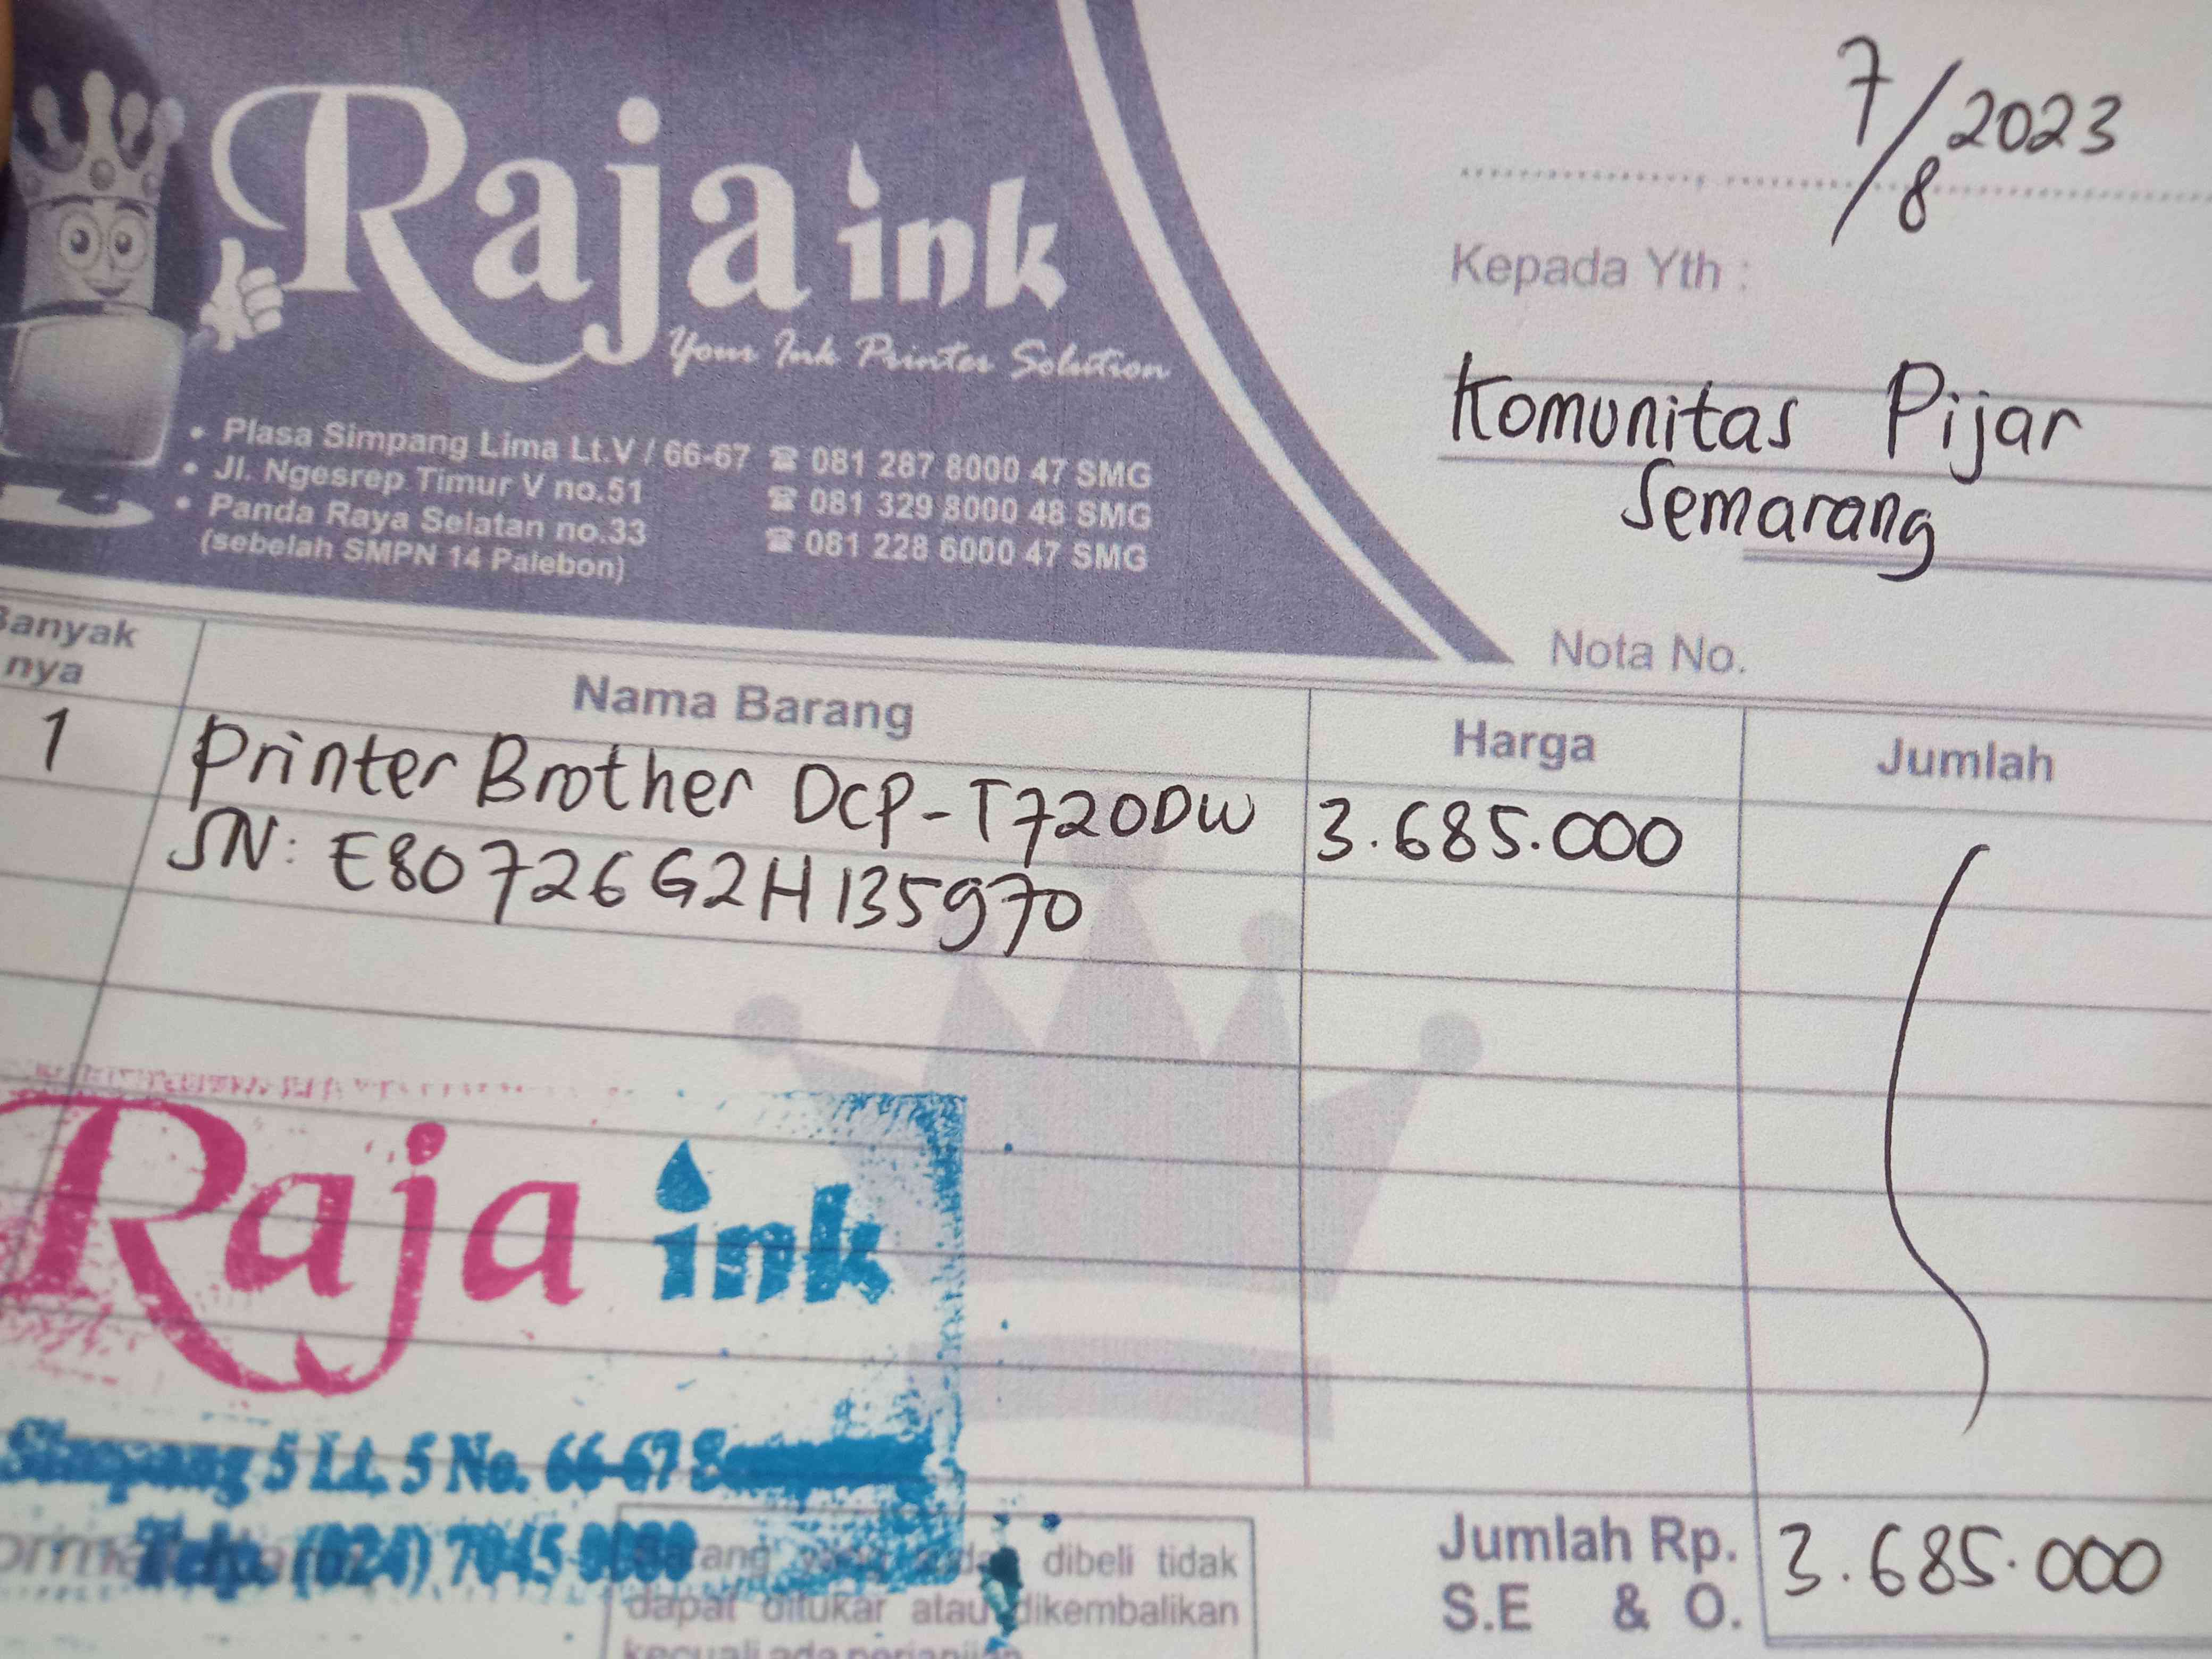 Raja ink
Your Ink Printer Solution
• Plasa Simpang Lima Lt.V / 66-67 ☎ 081 287 8000 47 SMG
• Jl. Ngesrep Timur V no.51 ☎ 081 329 8000 48 SMG
• Panda Raya Selatan no.33 ☎ 081 228 6000 47 SMG
(sebelah SMPN 14 Palebon)
7/8 2023
Kepada Yth :
Komunitas Pijar
Semarang
Nota No.
Banyak
nya
Nama Barang
Harga
Jumlah
1 Printer Brother DCP-T720DW 3.685.000
SN: E80726G2H135970
Raja ink
Simpang 5 Lt. 5 No. 66-67
Telp. (024) 7045
dibeli tidak
dapat ditukar atau dikembalikan
kecuali ada perjanjian
Jumlah Rp. 3.685.000
S.E & O.